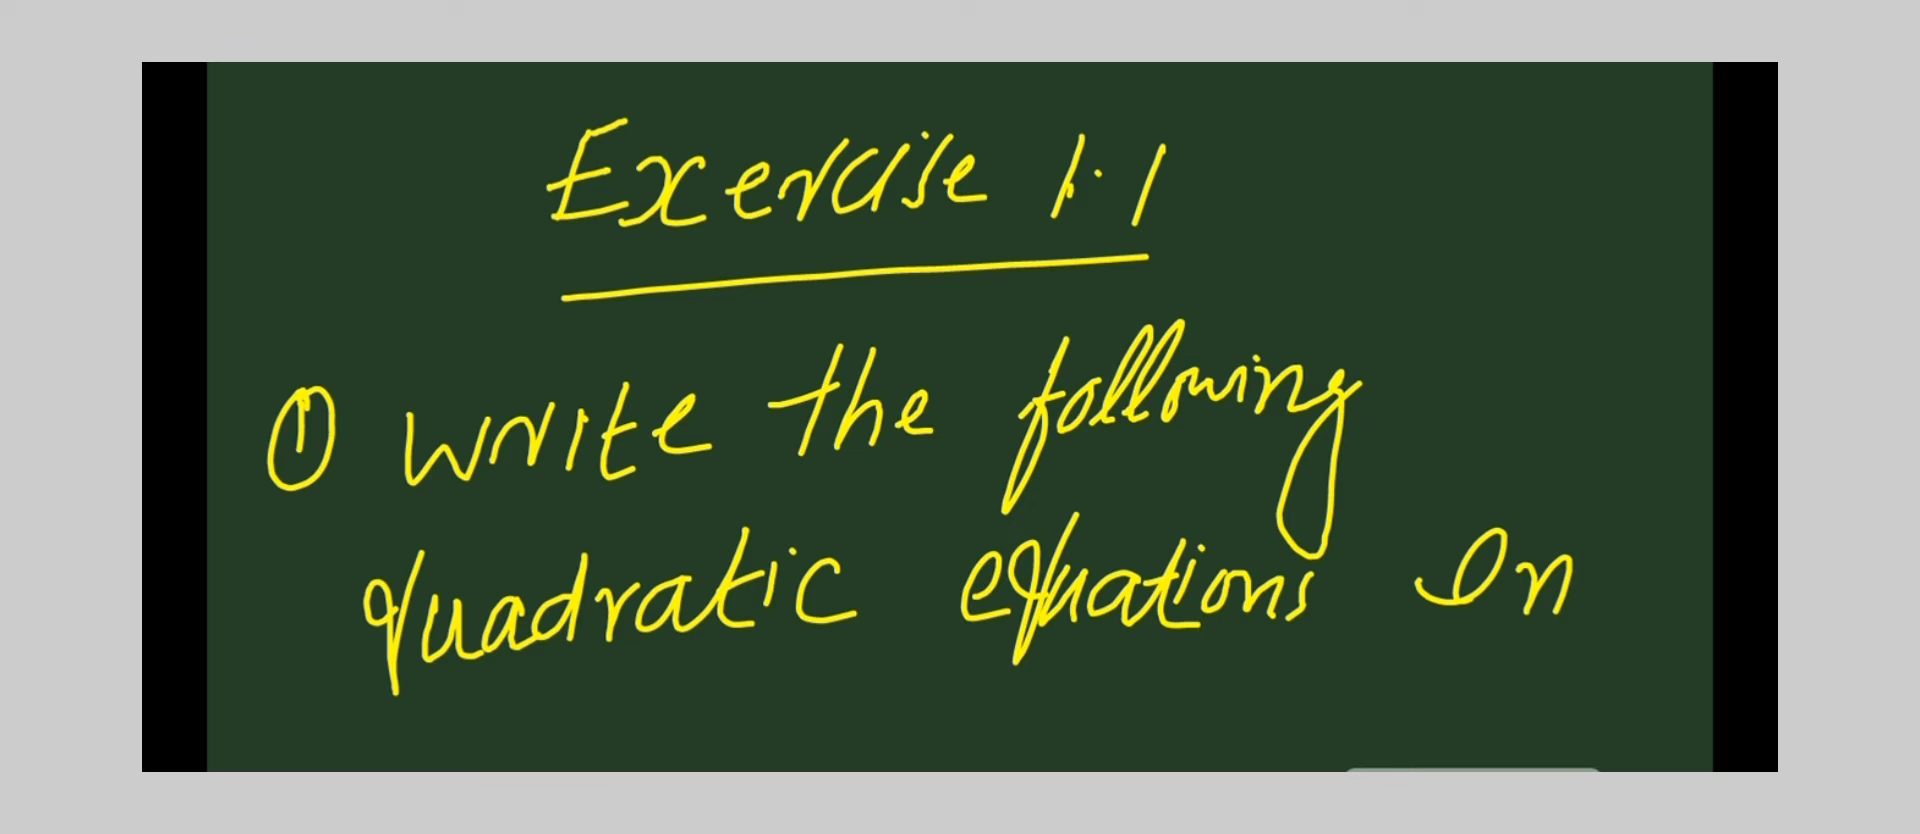 Exercise 1.1
① Write the following
quadratic equations In